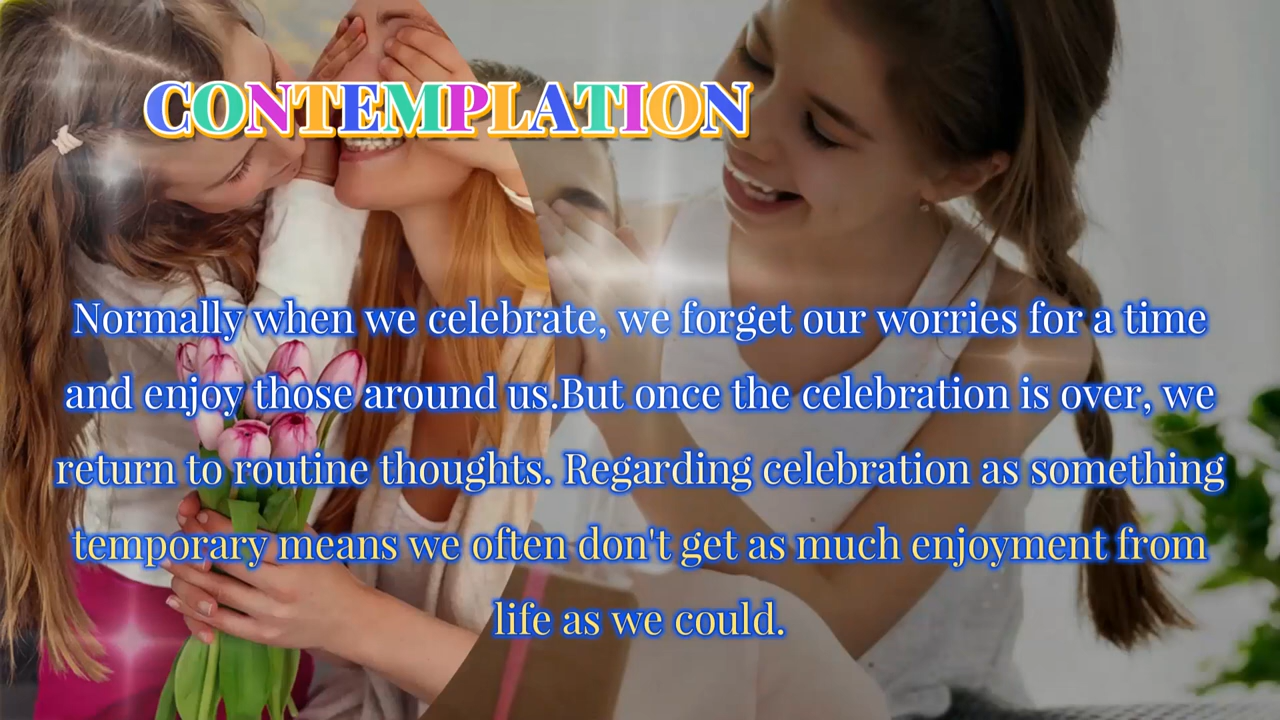 CONTEMPLATION
Normally when we celebrate, we forget our worries for a time
and enjoy those around us.But once the celebration is over, we
return to routine thoughts. Regarding celebration as something
temporary means we often don't get as much enjoyment from
life as we could.